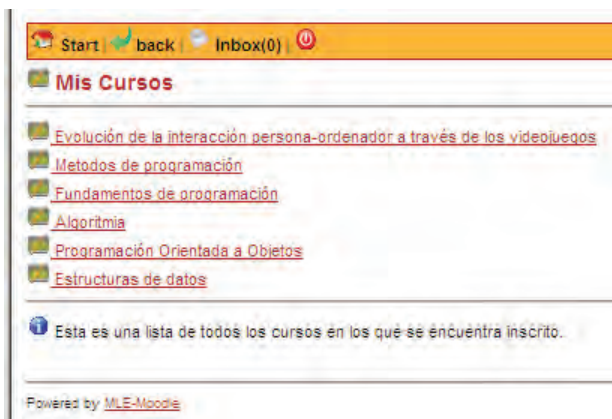 Start | back | Inbox(0) |
Mis Cursos
Evolución de la interacción persona-ordenador a través de los videojuegos
Metodos de programación
Fundamentos de programación
Algoritmia
Programación Orientada a Objetos
Estructuras de datos
Esta es una lista de todos los cursos en los que se encuentra inscrito.
Powered by MLE-Moodle